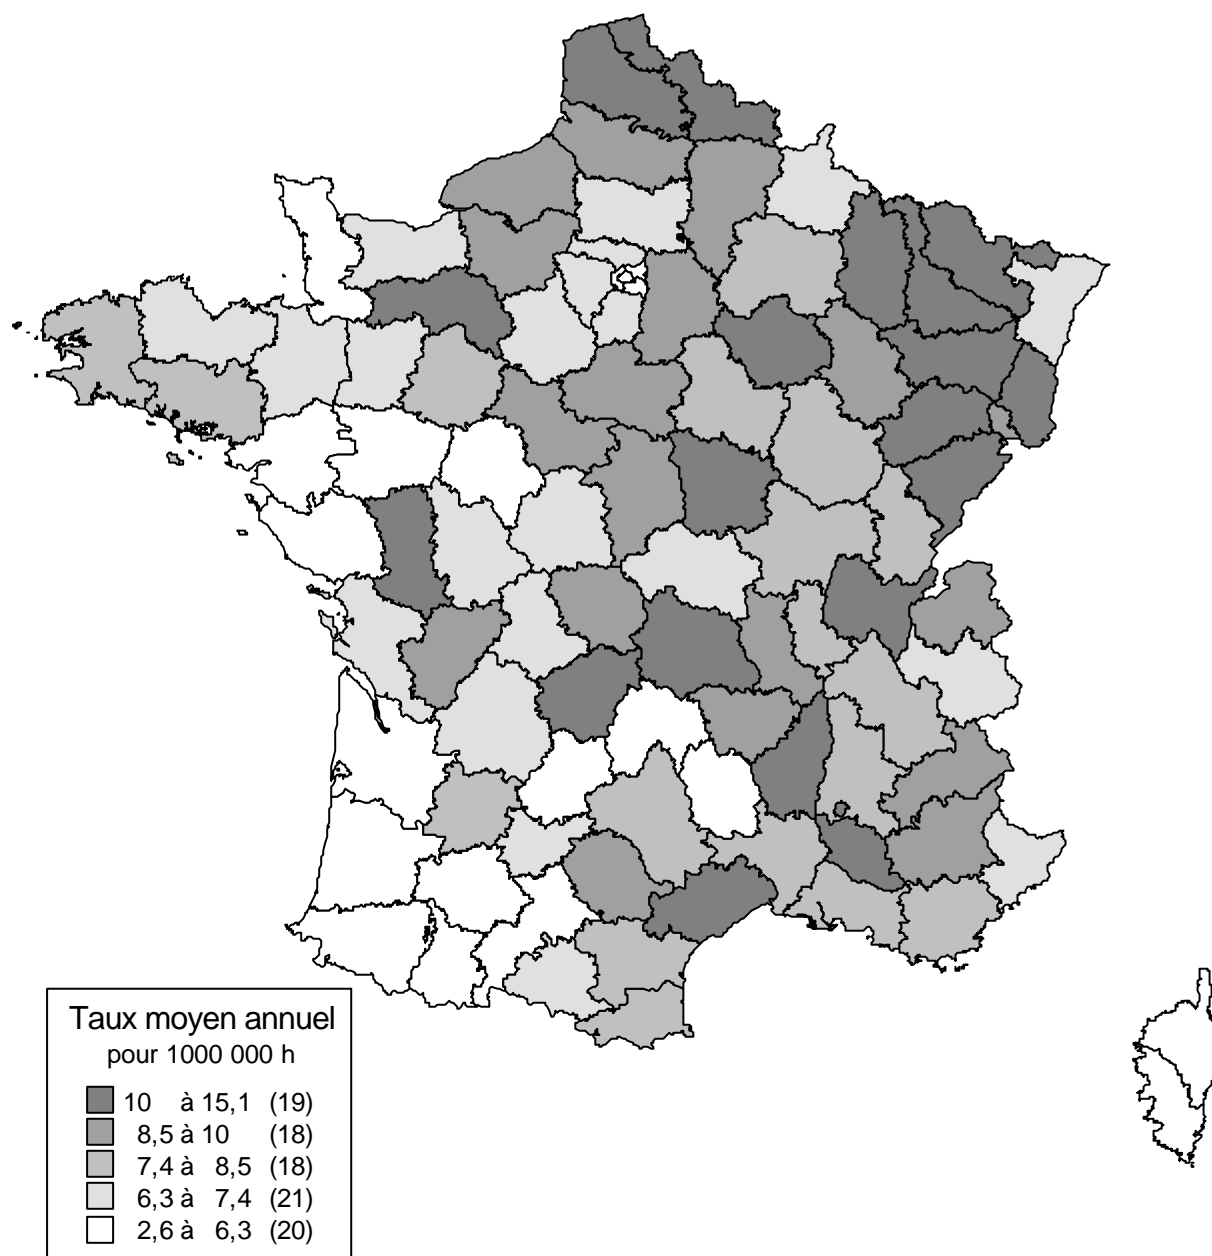 Taux moyen annuel
pour 1000 000 h
10 à 15,1 (19)
8,5 à 10 (18)
7,4 à 8,5 (18)
6,3 à 7,4 (21)
2,6 à 6,3 (20)